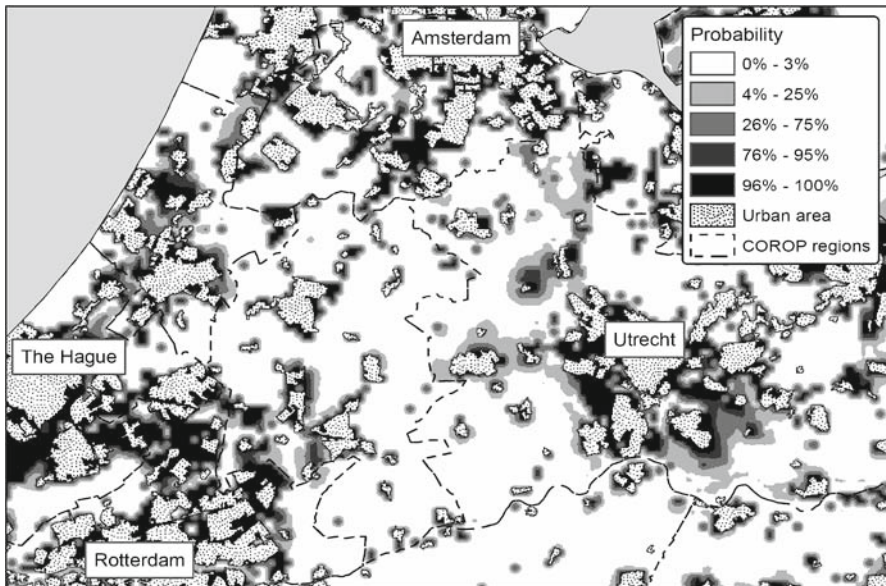 Amsterdam
Probability
0% - 3%
4% - 25%
26% - 75%
76% - 95%
96% - 100%
Urban area
COROP regions
Utrecht
The Hague
Rotterdam